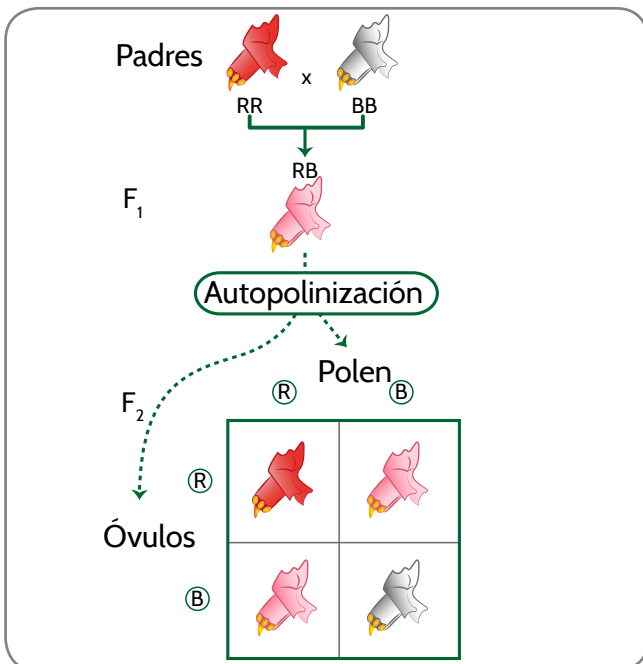 Padres
x
RR
BB
RB
F1
Autopolinización
Polen
R
B
F2
R
Óvulos
B